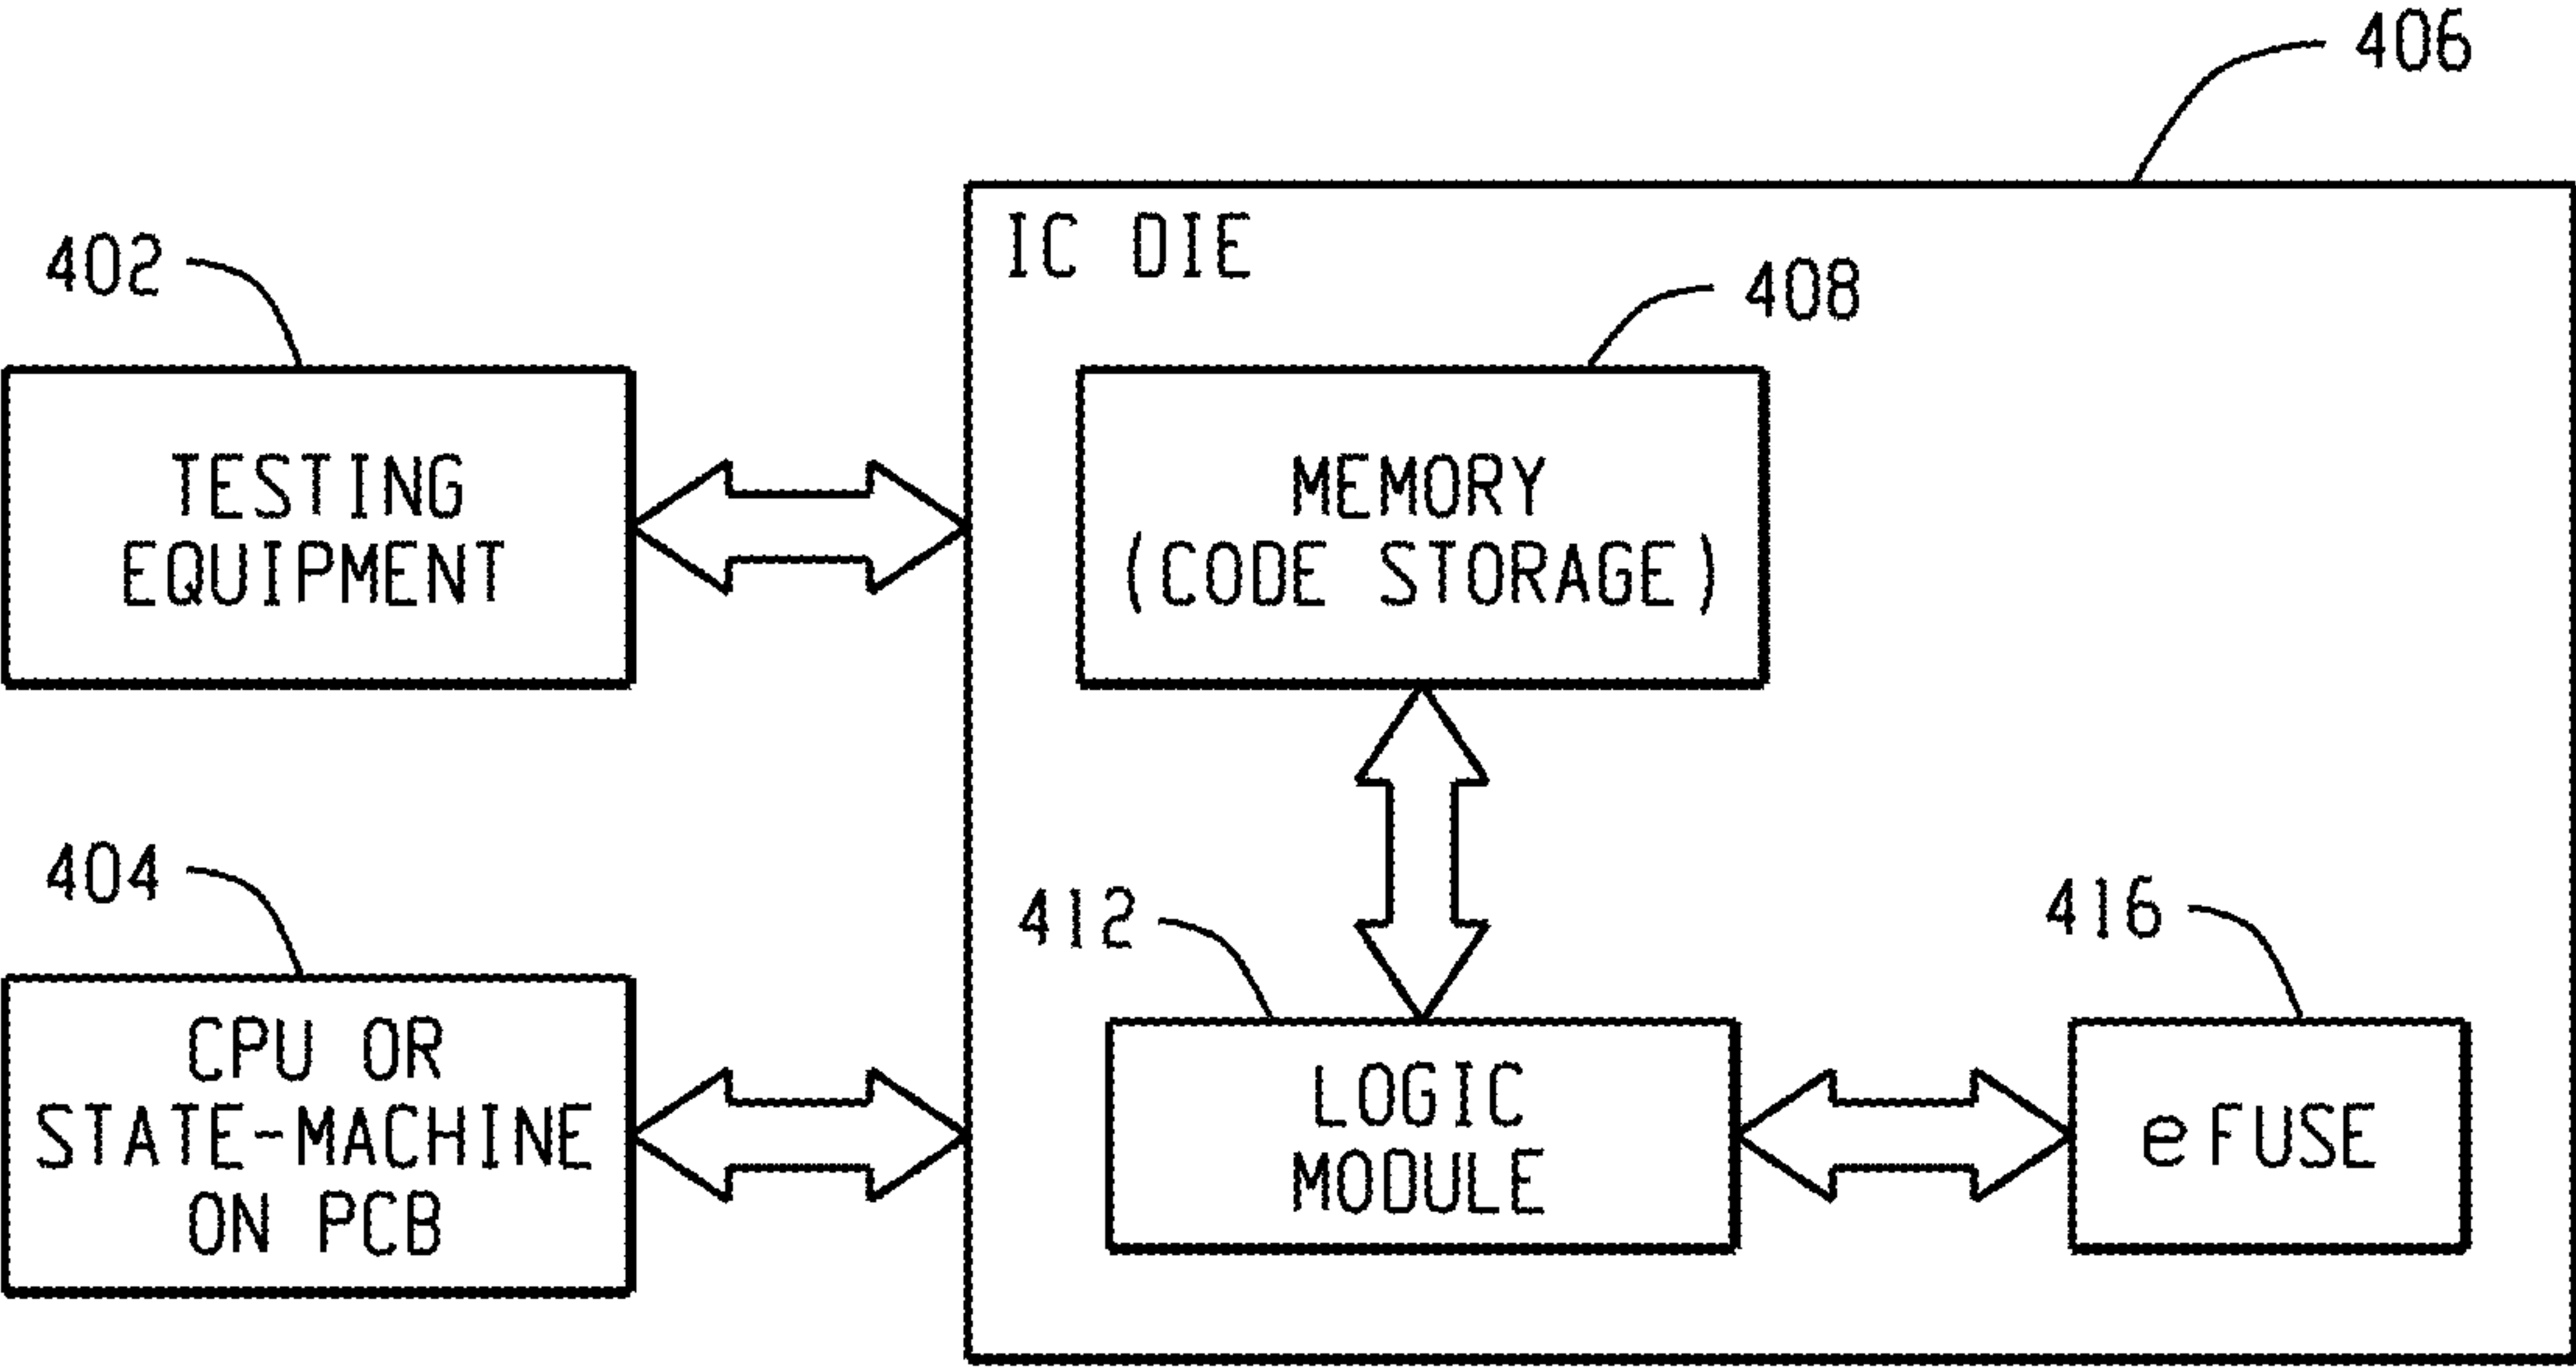 406
IC DIE
402
408
TESTING
EQUIPMENT
MEMORY
(CODE STORAGE)
404
412
416
CPU OR
STATE-MACHINE
ON PCB
LOGIC
MODULE
eFUSE